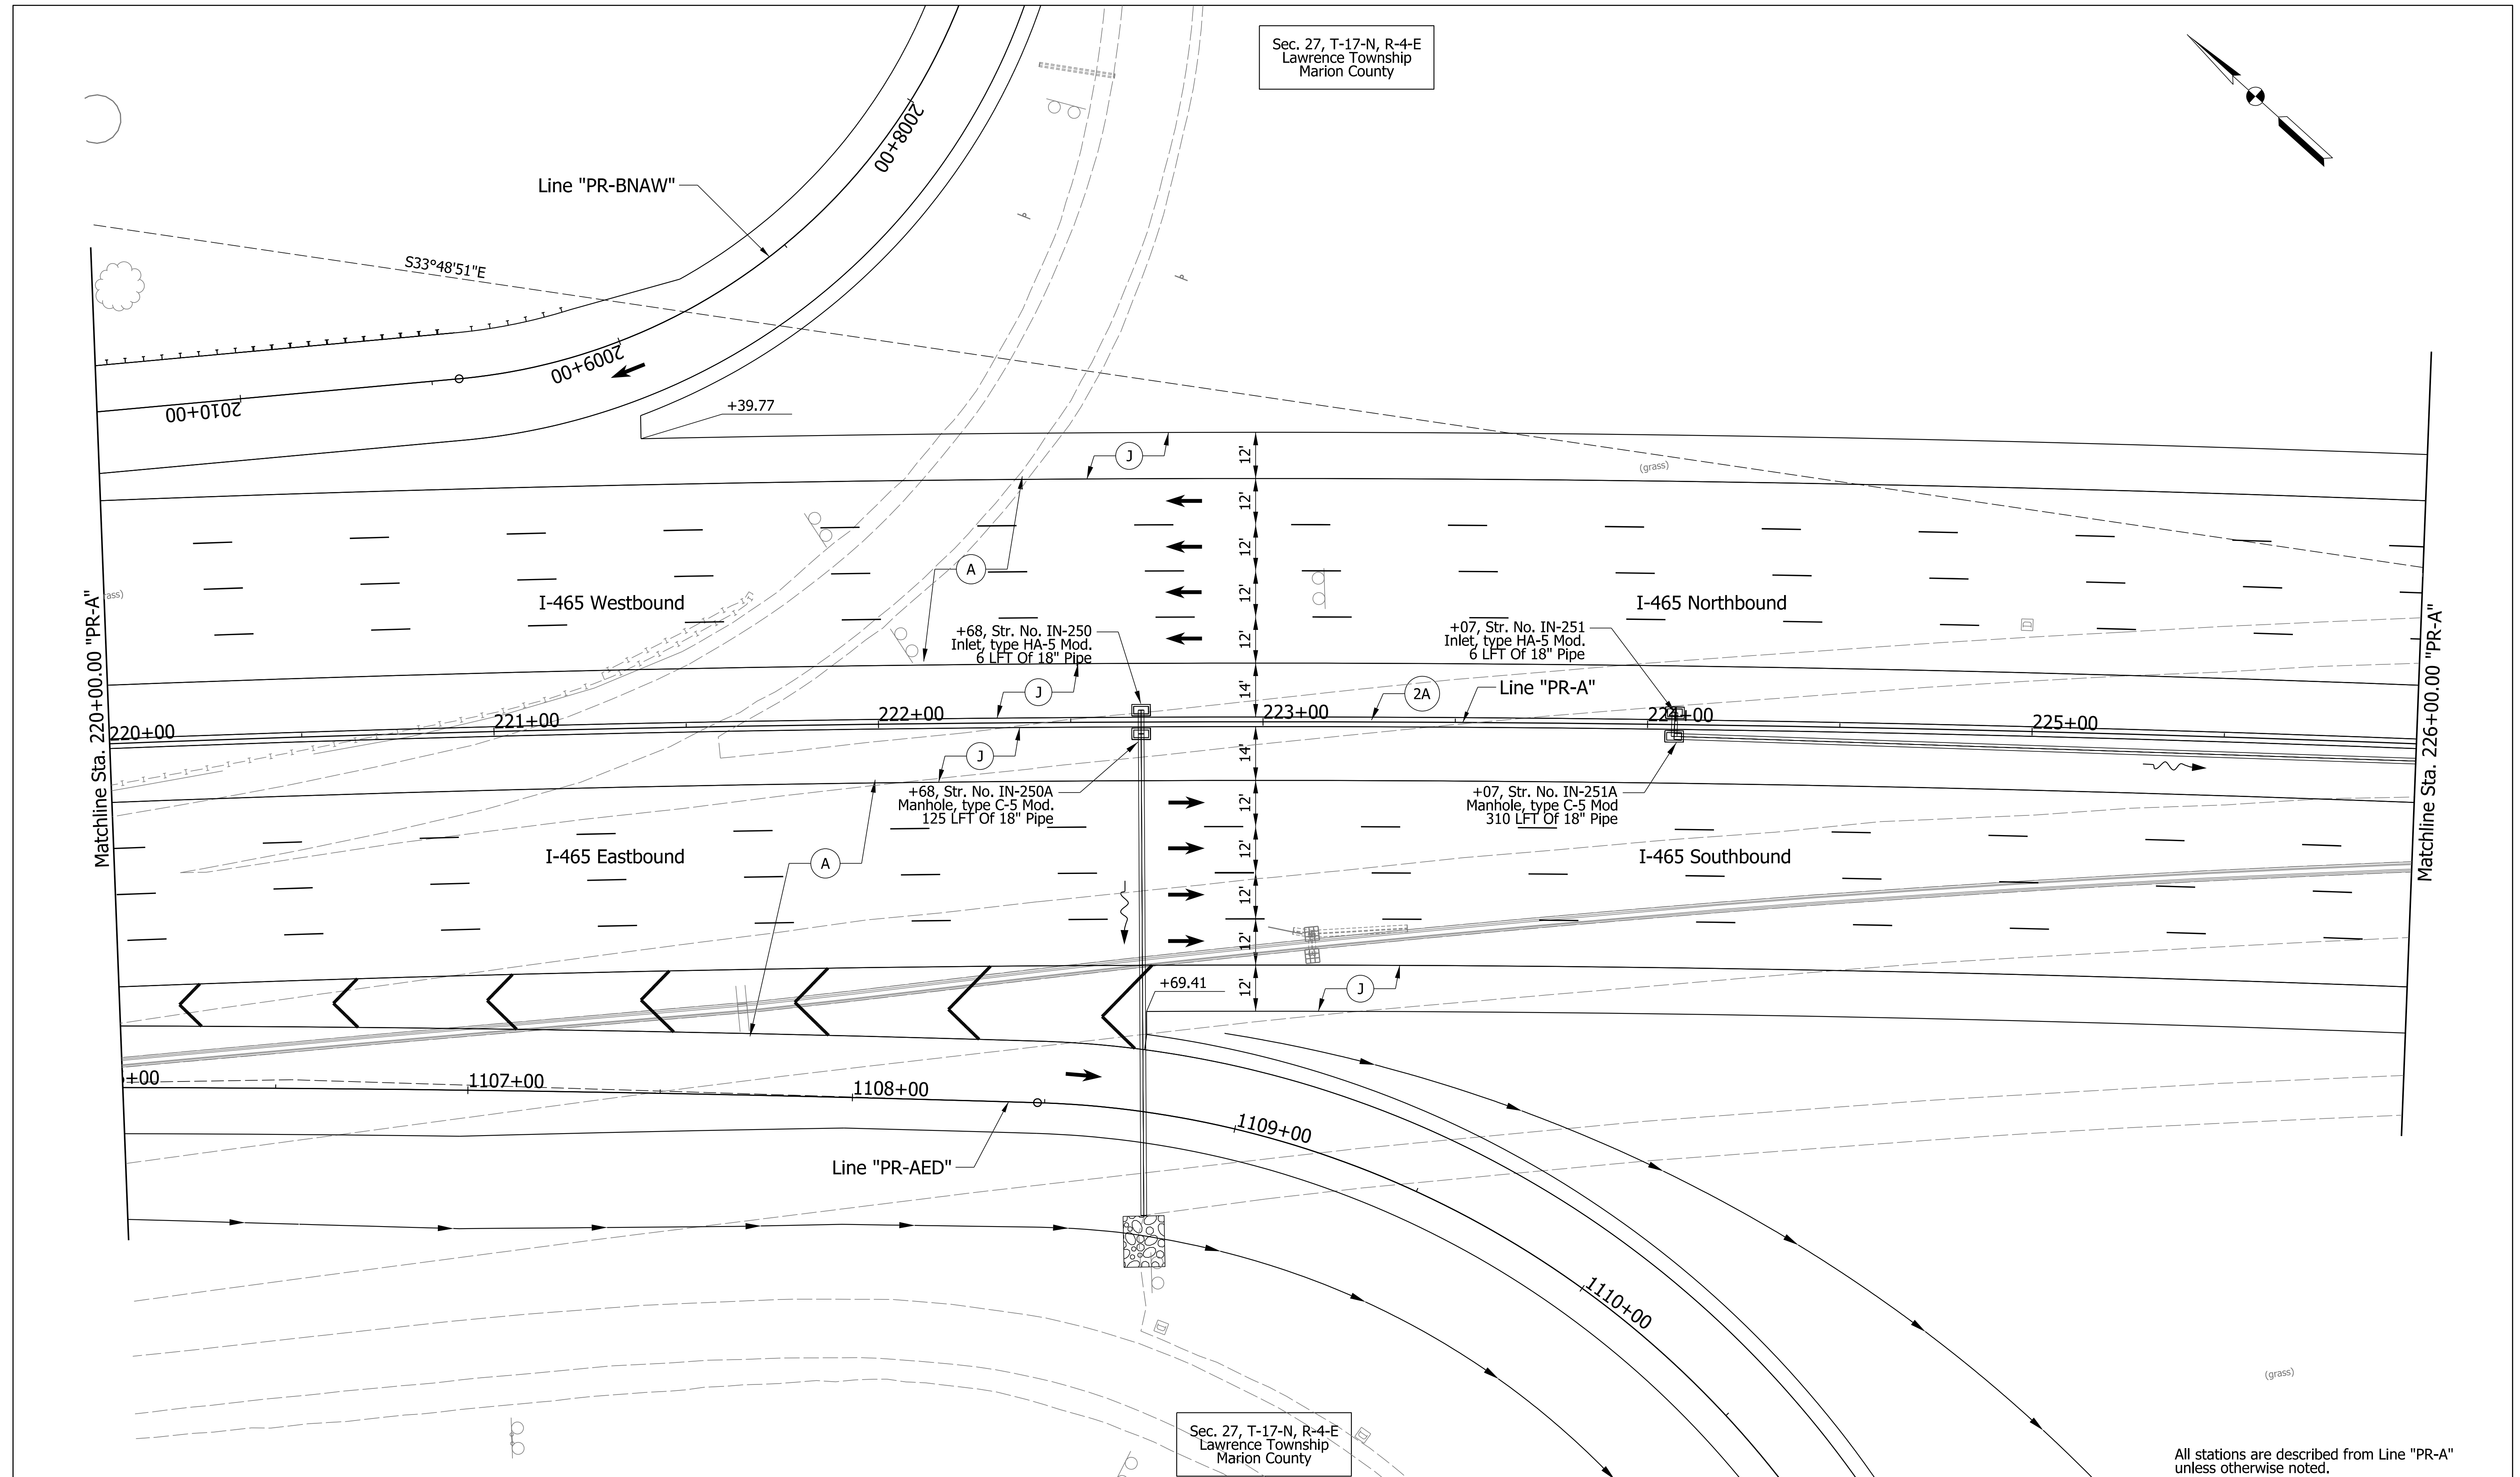 Sec. 27, T-17-N, R-4-E
Lawrence Township
Marion County
2008+00
Line "PR-BNAW"
S33°48'51"E
2009+00
2010+00
+39.77
J
12'
(grass)
12'
12'
A
12'
12'
I-465 Westbound
I-465 Northbound
+68, Str. No. IN-250
Inlet, type HA-5 Mod.
6 LFT Of 18" Pipe
+07, Str. No. IN-251
Inlet, type HA-5 Mod.
6 LFT Of 18" Pipe
Matchline Sta. 220+00.00 "PR-A"
Matchline Sta. 226+00.00 "PR-A"
J
14'
2A
Line "PR-A"
220+00
221+00
222+00
223+00
224+00
225+00
J
14'
+68, Str. No. IN-250A
Manhole, type C-5 Mod.
125 LFT Of 18" Pipe
+07, Str. No. IN-251A
Manhole, type C-5 Mod
310 LFT Of 18" Pipe
12'
12'
I-465 Eastbound
A
I-465 Southbound
12'
12'
+69.41
12'
J
+00
1107+00
1108+00
1109+00
Line "PR-AED"
1110+00
(grass)
Sec. 27, T-17-N, R-4-E
Lawrence Township
Marion County
All stations are described from Line "PR-A"
unless otherwise noted.